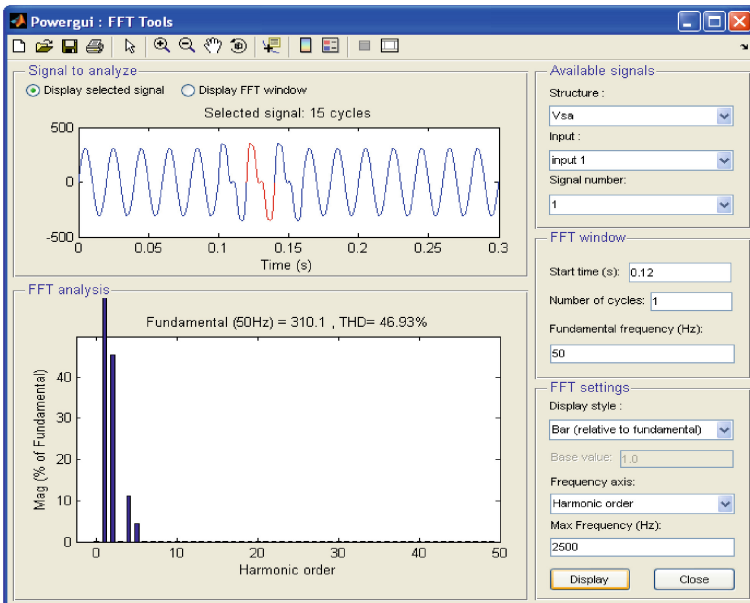 Powergui : FFT Tools
Signal to analyze
Display selected signal
Display FFT window
Selected signal: 15 cycles
500
0
-500
0 0.05 0.1 0.15 0.2 0.25 0.3
Time (s)
FFT analysis
Fundamental (50Hz) = 310.1 , THD= 46.93%
Mag (% of Fundamental)
40
30
20
10
0
0 10 20 30 40 50
Harmonic order
Available signals
Structure :
Vsa
Input :
input 1
Signal number:
1
FFT window
Start time (s): 0.12
Number of cycles: 1
Fundamental frequency (Hz):
50
FFT settings
Display style :
Bar (relative to fundamental)
Base value: 1.0
Frequency axis:
Harmonic order
Max Frequency (Hz):
2500
Display
Close